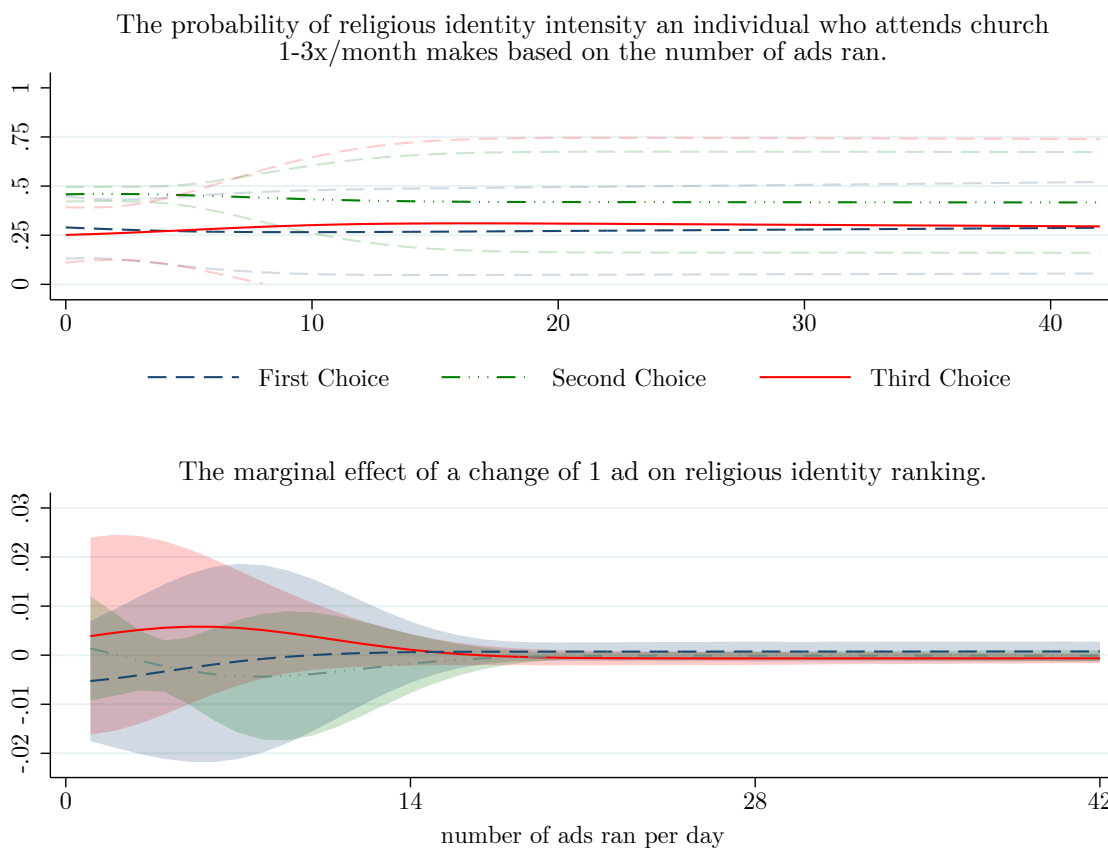 The probability of religious identity intensity an individual who attends church
1-3x/month makes based on the number of ads ran.
1
.75
.5
.25
0
0 10 20 30 40
First Choice Second Choice Third Choice
The marginal effect of a change of 1 ad on religious identity ranking.
.03
.02
.01
0
-.01
-.02
0 14 28 42
number of ads ran per day